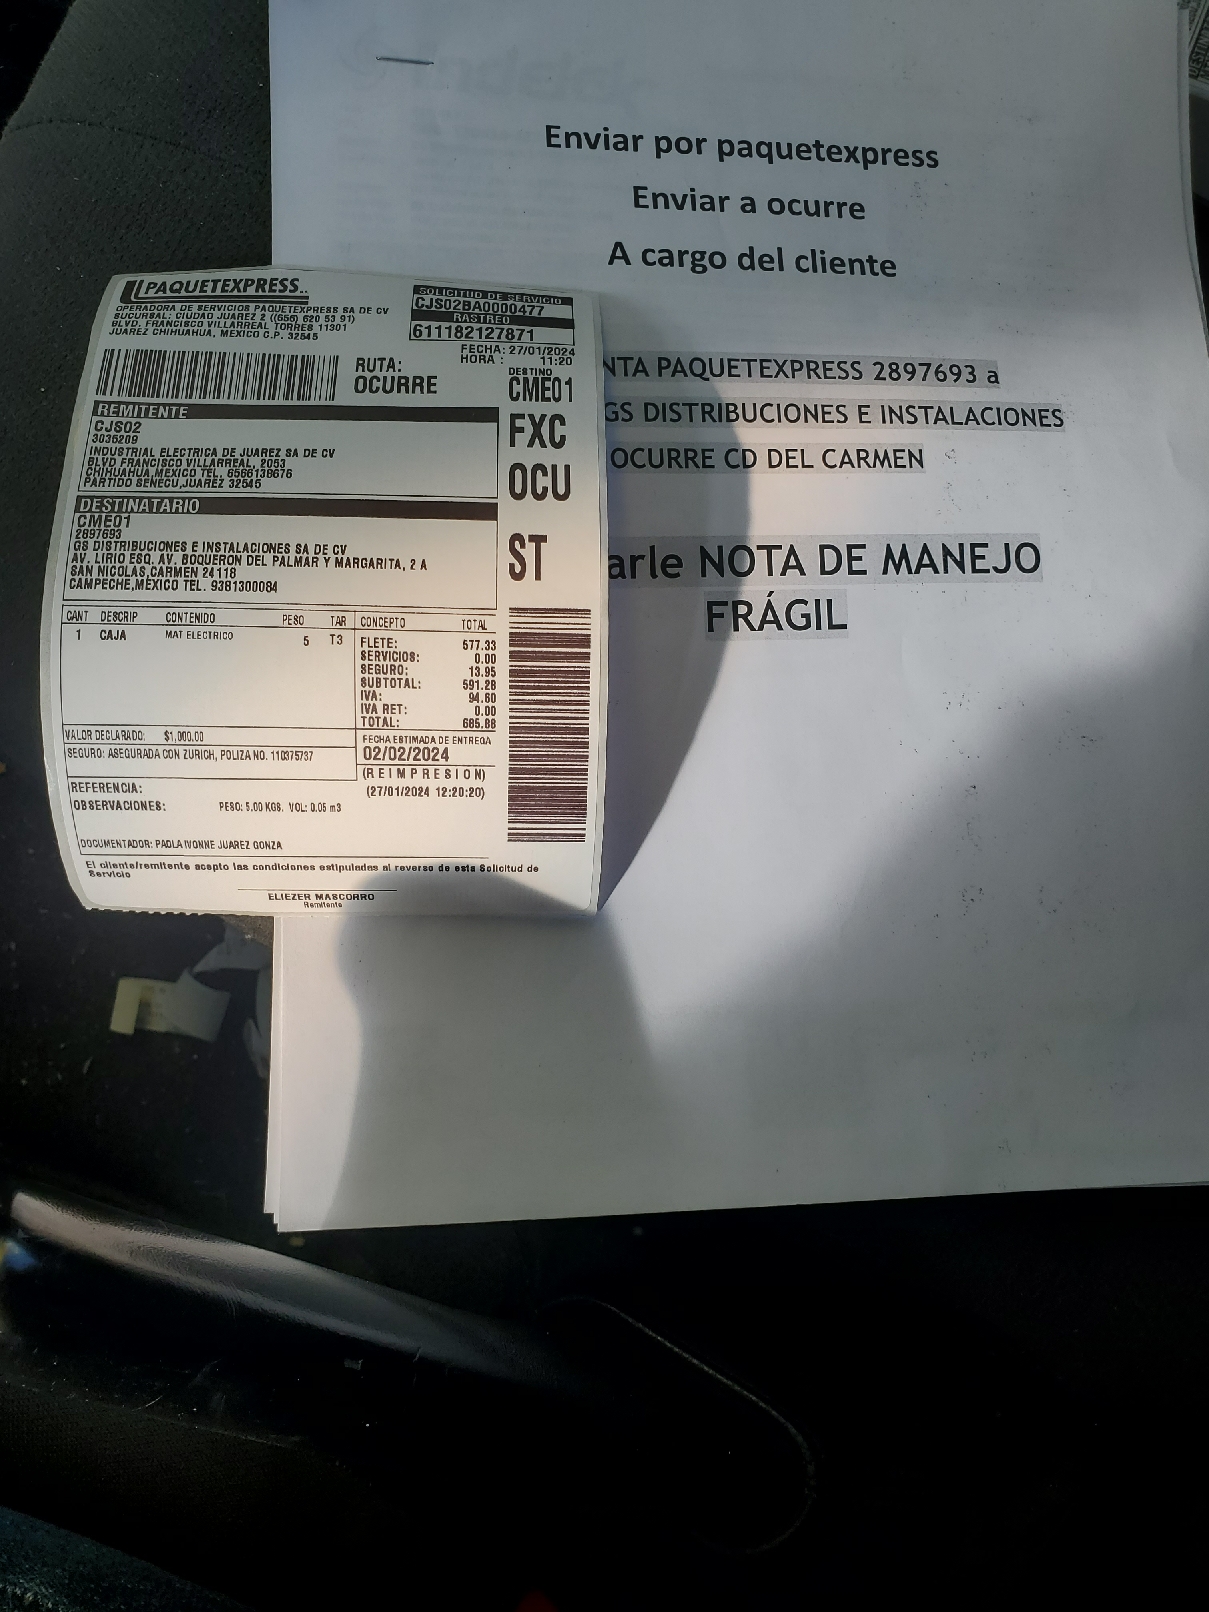 Enviar por paquetexpress
Enviar a ocurre
A cargo del cliente
NTA PAQUETEXPRESS 2897693 a
GS DISTRIBUCIONES E INSTALACIONES
OCURRE CD DEL CARMEN
arle NOTA DE MANEJO
FRÁGIL
PAQUETEXPRESS
OPERADORA DE SERVICIOS PAQUETEXPRESS SA DE CV
SUCURSAL: CIUDAD JUAREZ 2 ((656) 620 53 91)
BLVD. FRANCISCO VILLARREAL TORRES 11301
JUAREZ CHIHUAHUA, MEXICO C.P. 32545
SOLICITUD DE SERVICIO
CJS02BA0000477
RASTREO
611182127871
FECHA: 27/01/2024
HORA : 11:20
RUTA:
OCURRE
DESTINO
CME01
FXC
OCU
ST
REMITENTE
CJS02
3035209
INDUSTRIAL ELECTRICA DE JUAREZ SA DE CV
BLVD FRANCISCO VILLARREAL, 2053
CHIHUAHUA,MEXICO TEL. 6566138676
PARTIDO SENECU,JUAREZ 32545
DESTINATARIO
CME01
2897693
GS DISTRIBUCIONES E INSTALACIONES SA DE CV
AV. LIRIO ESQ. AV. BOQUERON DEL PALMAR Y MARGARITA, 2 A
SAN NICOLAS,CARMEN 24118
CAMPECHE,MEXICO TEL. 9381300084
CANT DESCRIP CONTENIDO PESO TAR CONCEPTO TOTAL
1 CAJA MAT ELECTRICO 5 T3 FLETE: 577.33
SERVICIOS: 0.00
SEGURO: 13.95
SUBTOTAL: 591.28
IVA: 94.60
IVA RET: 0.00
TOTAL: 685.88
VALOR DECLARADO: $1,000.00
SEGURO: ASEGURADA CON ZURICH, POLIZA NO. 110375737
FECHA ESTIMADA DE ENTREGA
02/02/2024
(REIMPRESION)
(27/01/2024 12:20:20)
REFERENCIA:
OBSERVACIONES: PESO: 5.00 KGS. VOL: 0.05 m3
DOCUMENTADOR: PAOLA IVONNE JUAREZ GONZA
El cliente/remitente acepto las condiciones estipuladas al reverso de esta Solicitud de
Servicio
ELIEZER MASCORRO
Remitente